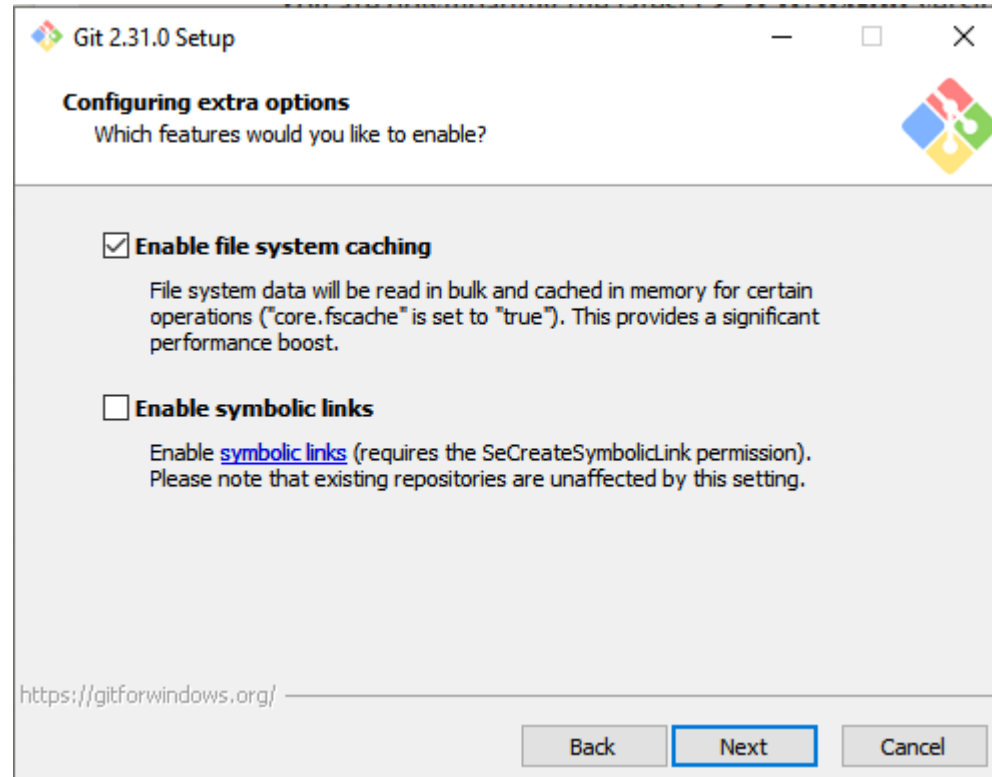 Git 2.31.0 Setup
Configuring extra options
Which features would you like to enable?
Enable file system caching
File system data will be read in bulk and cached in memory for certain
operations ("core.fscache" is set to "true"). This provides a significant
performance boost.
Enable symbolic links
Enable symbolic links (requires the SeCreateSymbolicLink permission).
Please note that existing repositories are unaffected by this setting.
https://gitforwindows.org/
Back
Next
Cancel